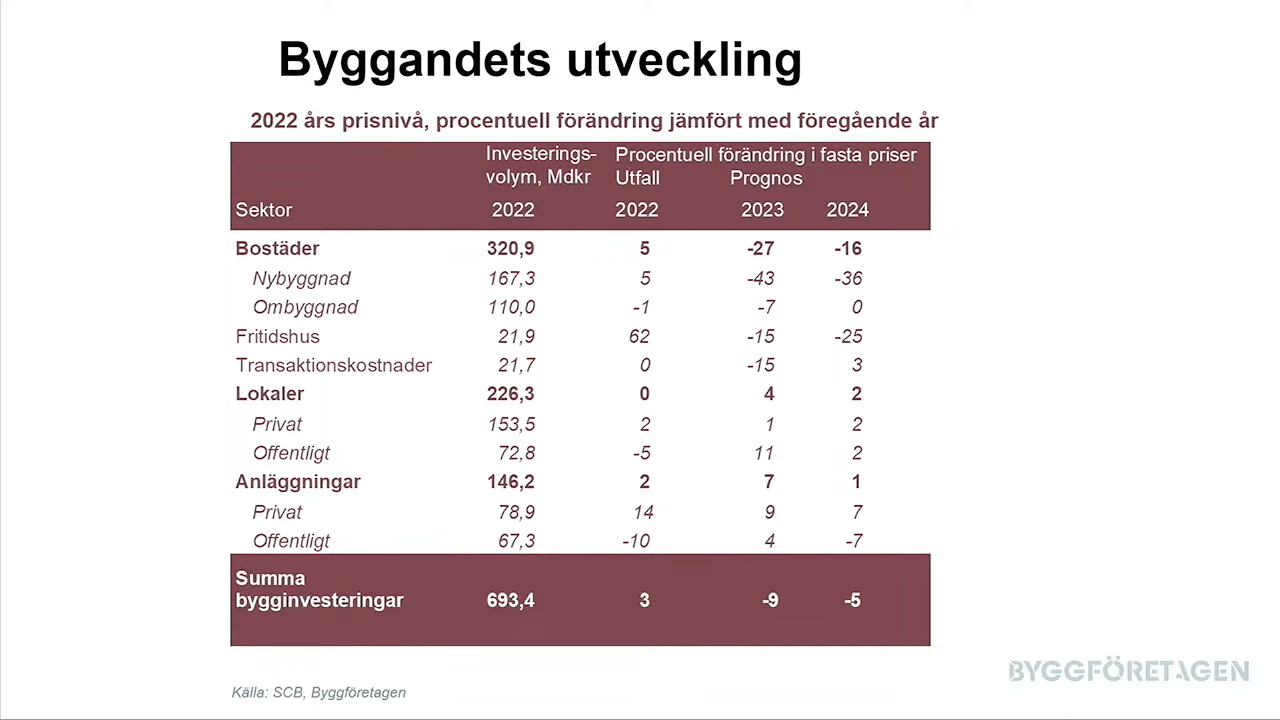 Byggandets utveckling
2022 års prisnivå, procentuell förändring jämfört med föregående år
Investerings- Procentuell förändring i fasta priser
volym, Mdkr Utfall Prognos
Sektor 2022 2022 2023 2024
Bostäder 320,9 5 -27 -16
Nybyggnad 167,3 5 -43 -36
Ombyggnad 110,0 -1 -7 0
Fritidshus 21,9 62 -15 -25
Transaktionskostnader 21,7 0 -15 3
Lokaler 226,3 0 4 2
Privat 153,5 2 1 2
Offentligt 72,8 -5 11 2
Anläggningar 146,2 2 7 1
Privat 78,9 14 9 7
Offentligt 67,3 -10 4 -7
Summa
bygginvesteringar 693,4 3 -9 -5
Källa: SCB, Byggföretagen
BYGGFÖRETAGEN